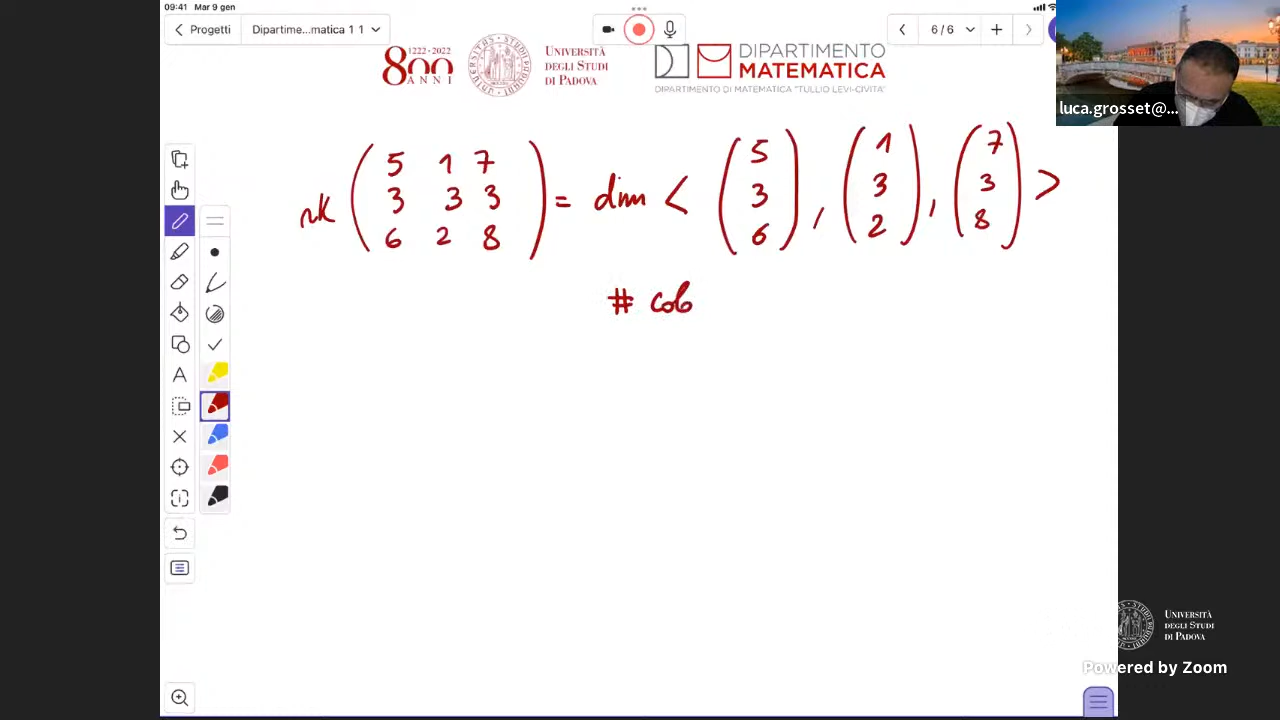 09:41 Mar 9 gen
Progetti Dipartime...matica 1 1 6/6
1222·2022
800
ANNI
UNIVERSITÀ
DEGLI STUDI
DI PADOVA
DIPARTIMENTO
MATEMATICA
DIPARTIMENTO DI MATEMATICA "TULLIO LEVI-CIVITA"
luca.grosset@...
5 1 7 5 1 7
rk 3 3 3 = dim < 3 , 3 , 3 >
6 2 8 6 2 8
# colo
A
UNIVERSITÀ
DEGLI STUDI
DI PADOVA
Powered by Zoom